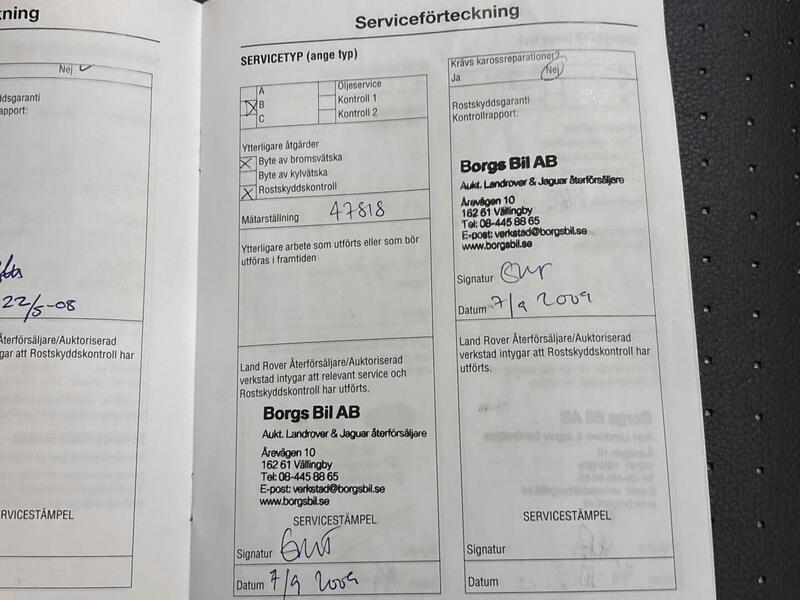 kning
Nej ✓
ddsgaranti
apport:
22/5-08
Återförsäljare/Auktoriserad
gar att Rostskyddskontroll har
RVICESTÄMPEL
Serviceförteckning
SERVICETYP (ange typ)
A
B
C
Oljeservice
Kontroll 1
Kontroll 2
Ytterligare åtgärder
Byte av bromsvätska
Byte av kylvätska
Rostskyddskontroll
Mätarställning 47818
Ytterligare arbete som utförts eller som bör
utföras i framtiden
Land Rover Återförsäljare/Auktoriserad
verkstad intygar att relevant service och
Rostskyddskontroll har utförts.
Borgs Bil AB
Aukt. Landrover & Jaguar återförsäljare
Årevägen 10
162 61 Vällingby
Tel: 08-445 88 65
E-post: verkstad@borgsbil.se
www.borgsbil.se
SERVICESTÄMPEL
Signatur
Datum 7/9 2009
Krävs karossreparationer?
Ja Nej
Rostskyddsgaranti
Kontrollrapport:
Borgs Bil AB
Aukt. Landrover & Jaguar återförsäljare
Årevägen 10
162 61 Vällingby
Tel: 08-445 88 65
E-post: verkstad@borgsbil.se
www.borgsbil.se
Signatur
Datum 7/9 2009
Land Rover Återförsäljare/Auktoriserad
verkstad intygar att Rostskyddskontroll har
utförts.
SERVICESTÄMPEL
Signatur
Datum